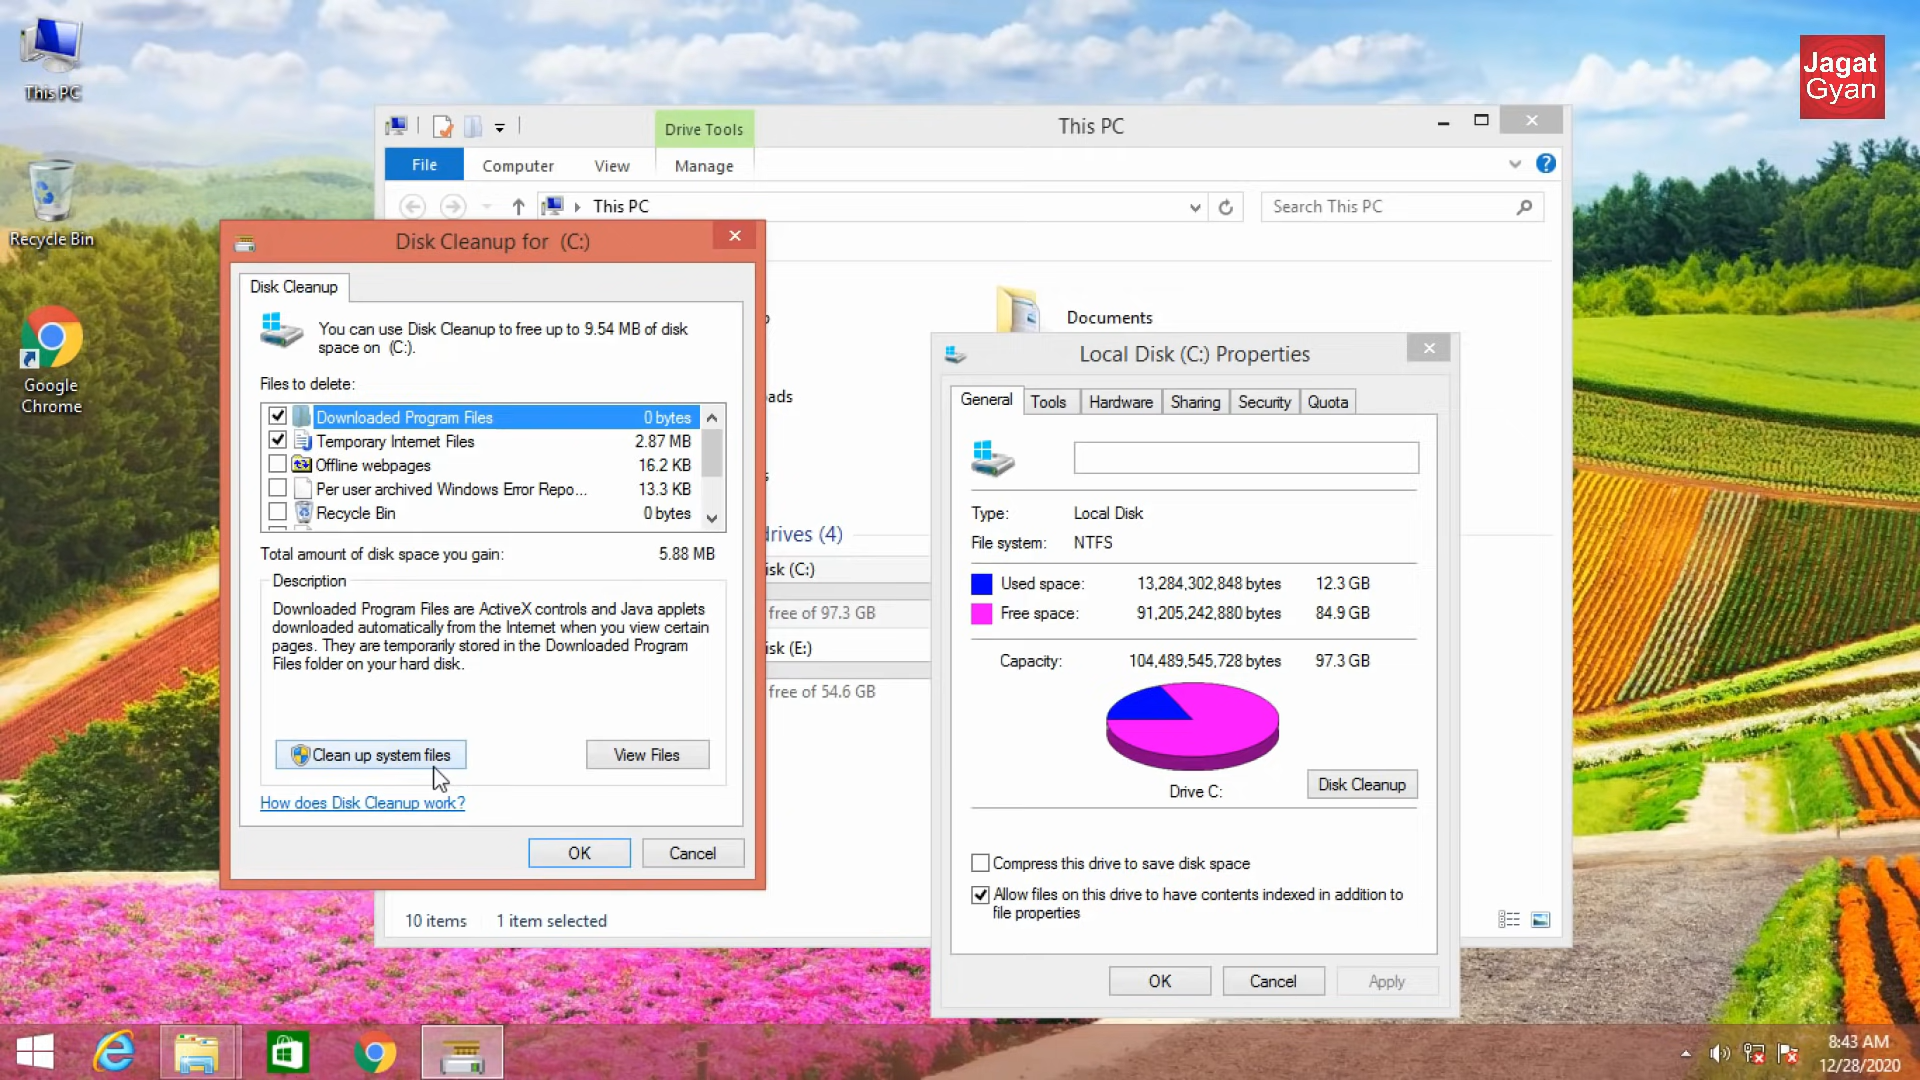 This PC
Recycle Bin
Google
Chrome
Jagat
Gyan
Drive Tools
This PC
File
Computer
View
Manage
This PC
Search This PC
Documents
ads
drives (4)
isk (C:)
free of 97.3 GB
isk (E:)
free of 54.6 GB
10 items
1 item selected
Disk Cleanup for (C:)
Disk Cleanup
You can use Disk Cleanup to free up to 9.54 MB of disk
space on (C:).
Files to delete:
Downloaded Program Files 0 bytes
Temporary Internet Files 2.87 MB
Offline webpages 16.2 KB
Per user archived Windows Error Repo... 13.3 KB
Recycle Bin 0 bytes
Total amount of disk space you gain: 5.88 MB
Description
Downloaded Program Files are ActiveX controls and Java applets
downloaded automatically from the Internet when you view certain
pages. They are temporarily stored in the Downloaded Program
Files folder on your hard disk.
Clean up system files
View Files
How does Disk Cleanup work?
OK
Cancel
Local Disk (C:) Properties
General
Tools
Hardware
Sharing
Security
Quota
Type: Local Disk
File system: NTFS
Used space: 13,284,302,848 bytes 12.3 GB
Free space: 91,205,242,880 bytes 84.9 GB
Capacity: 104,489,545,728 bytes 97.3 GB
Drive C:
Disk Cleanup
Compress this drive to save disk space
Allow files on this drive to have contents indexed in addition to
file properties
OK
Cancel
Apply
8:43 AM
12/28/2020